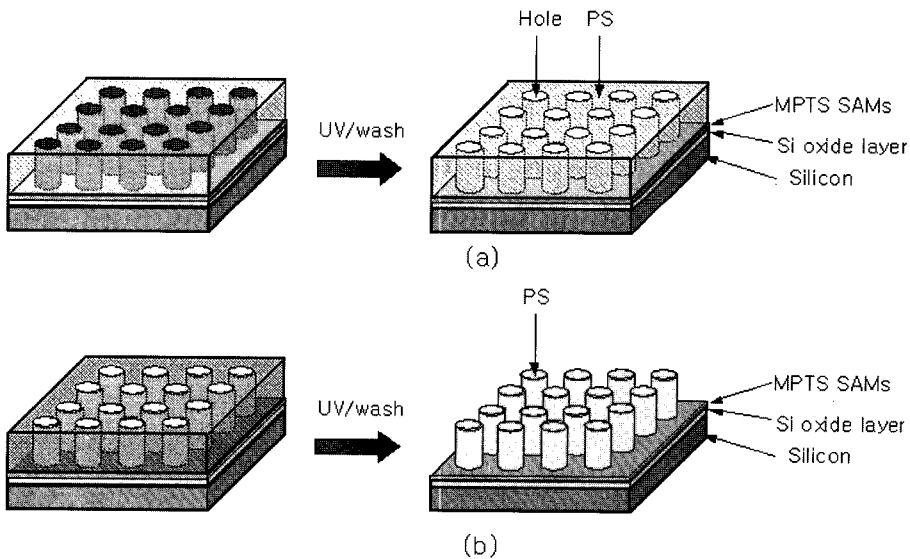 Hole PS
UV/wash
MPTS SAMs
Si oxide layer
Silicon
(a)
PS
UV/wash
MPTS SAMs
Si oxide layer
Silicon
(b)